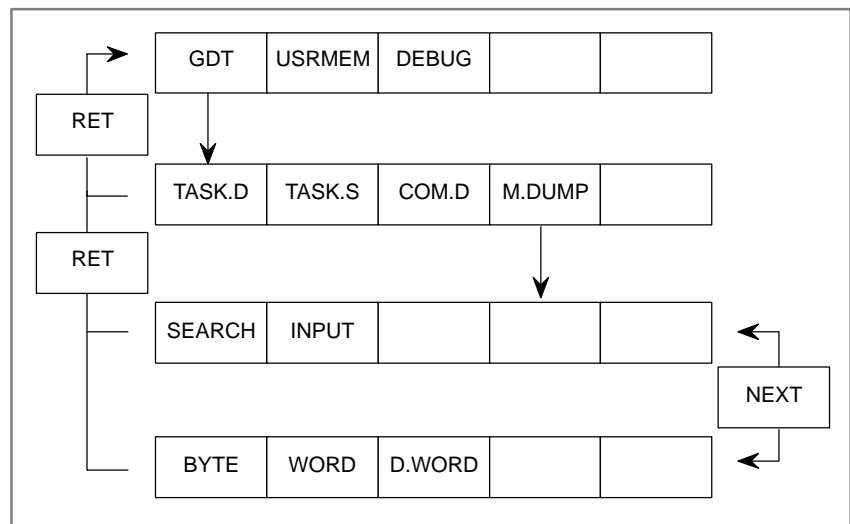 GDT USRMEM DEBUG
RET
TASK.D TASK.S COM.D M.DUMP
RET
SEARCH INPUT
NEXT
BYTE WORD D.WORD